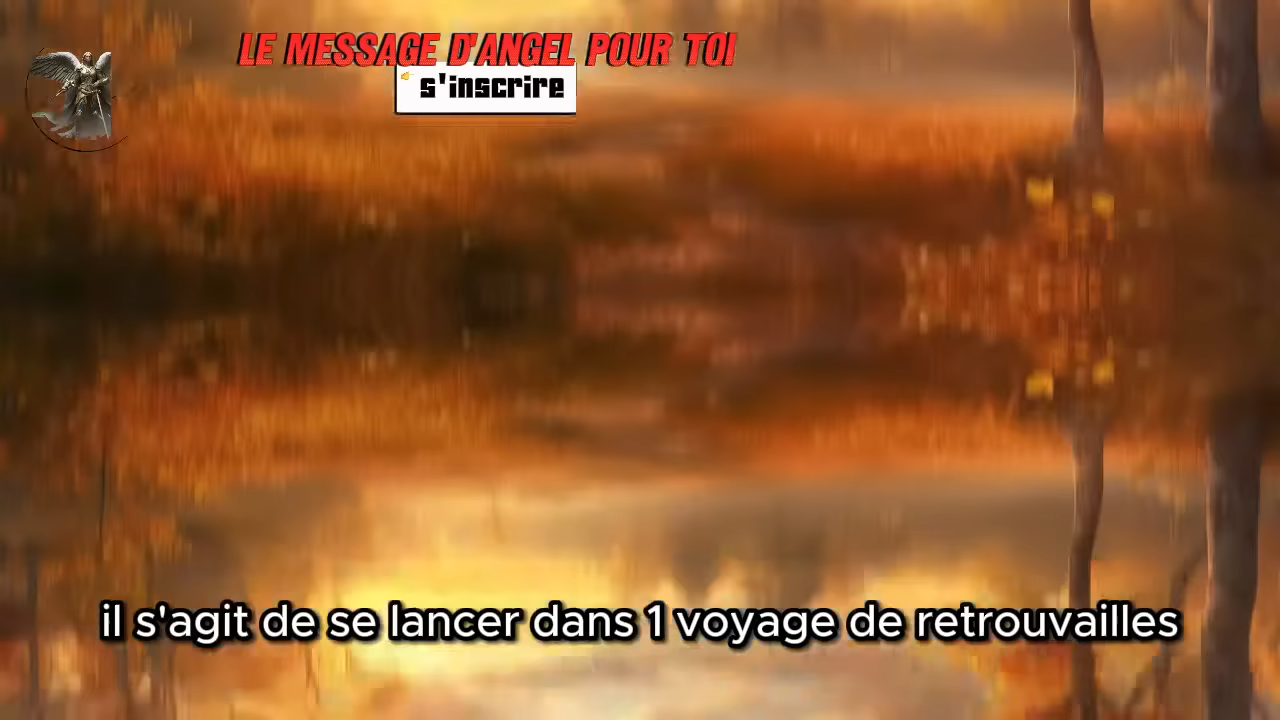 LE MESSAGE D'ANGEL POUR TOI
s'inscrire
il s'agit de se lancer dans 1 voyage de retrouvailles